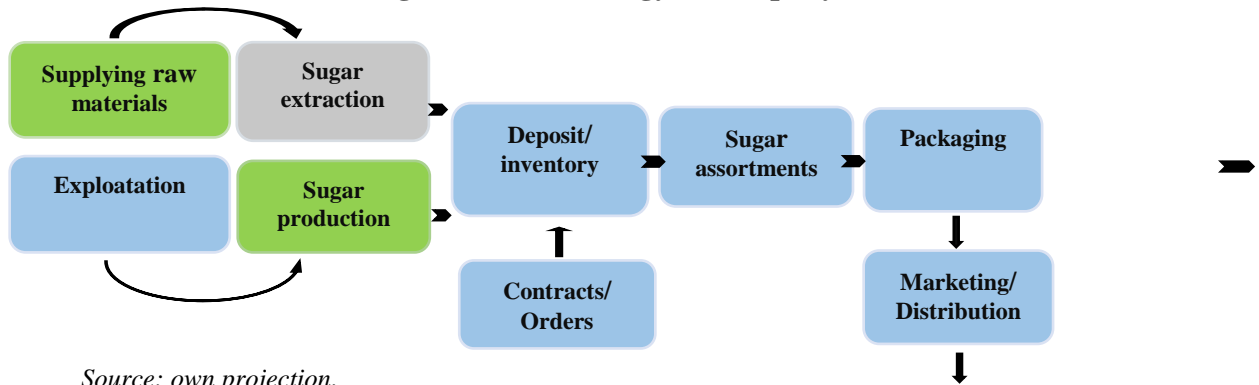 Supplying raw
materials
Sugar
extraction
Exploatation
Sugar
production
Deposit/
inventory
Sugar
assortments
Packaging
Contracts/
Orders
Marketing/
Distribution
Source: own projection.